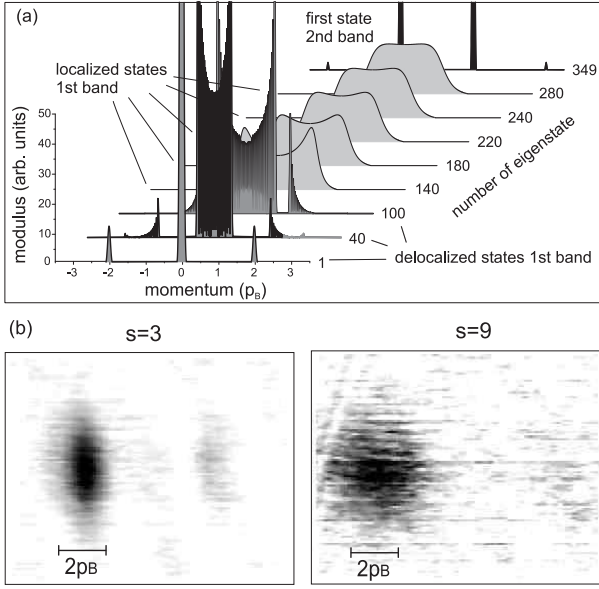 (a)
first state
2nd band
localized states
1st band
349
280
240
220
180
140
100
40
1
number of eigenstate
delocalized states 1st band
modulus (arb. units)
50
40
30
20
10
0
-3 -2 -1 0 1 2 3
momentum (pB)
(b)
s=3 s=9
2pB 2pB